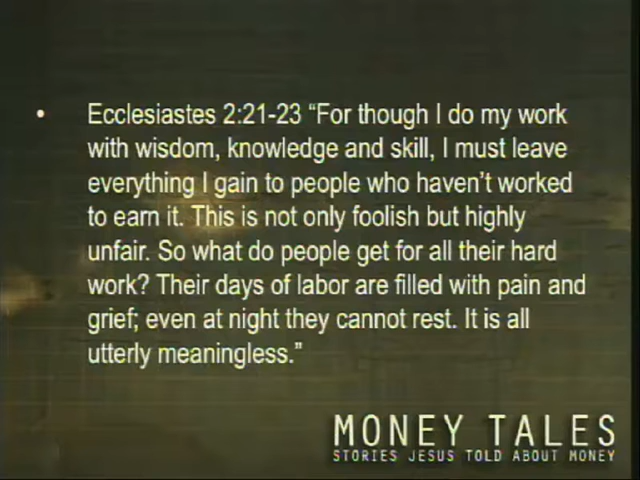 • Ecclesiastes 2:21-23 “For though I do my work
with wisdom, knowledge and skill, I must leave
everything I gain to people who haven’t worked
to earn it. This is not only foolish but highly
unfair. So what do people get for all their hard
work? Their days of labor are filled with pain and
grief; even at night they cannot rest. It is all
utterly meaningless.”
MONEY TALES
STORIES JESUS TOLD ABOUT MONEY